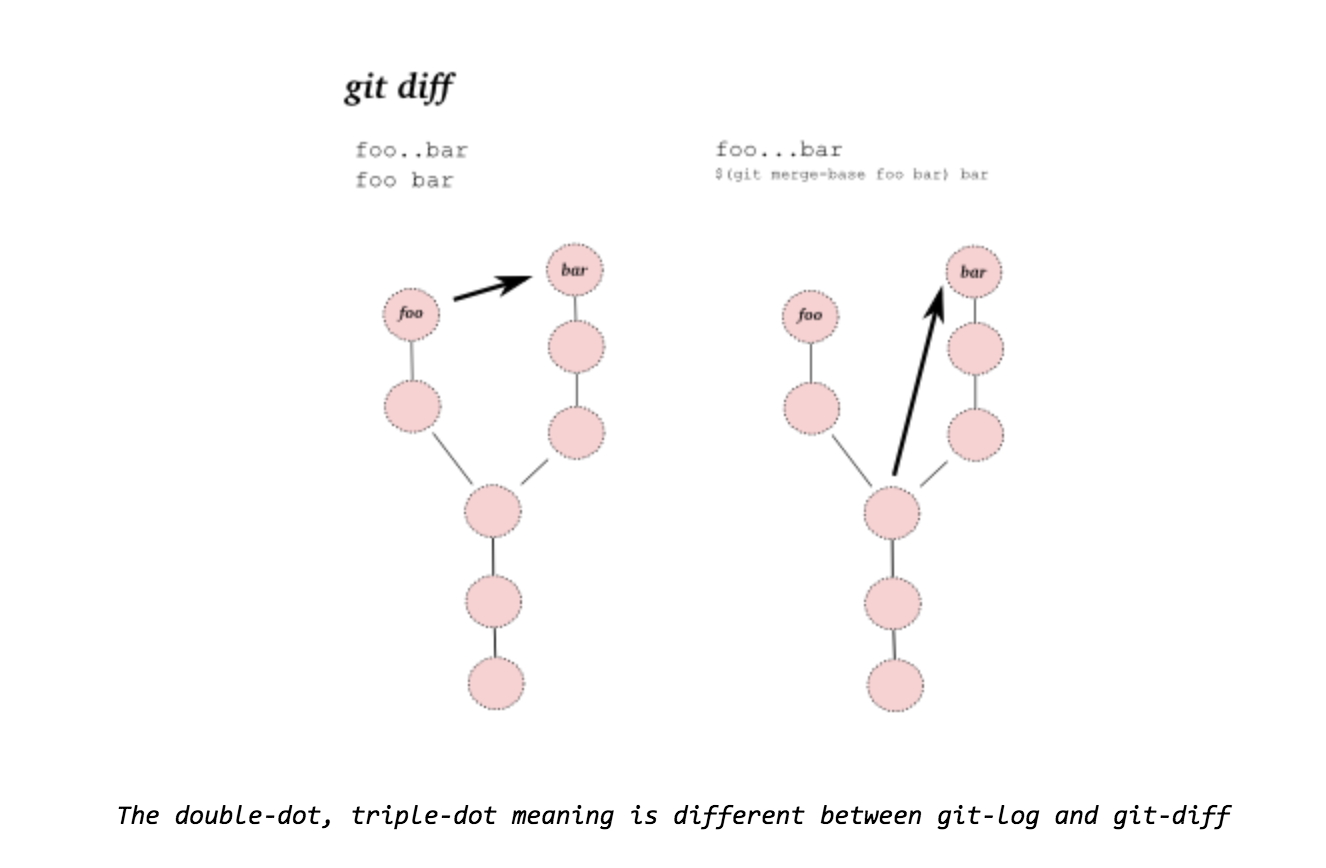 git diff
foo..bar
foo bar
foo...bar
$(git merge-base foo bar) bar
foo
bar
foo
bar
The double-dot, triple-dot meaning is different between git-log and git-diff